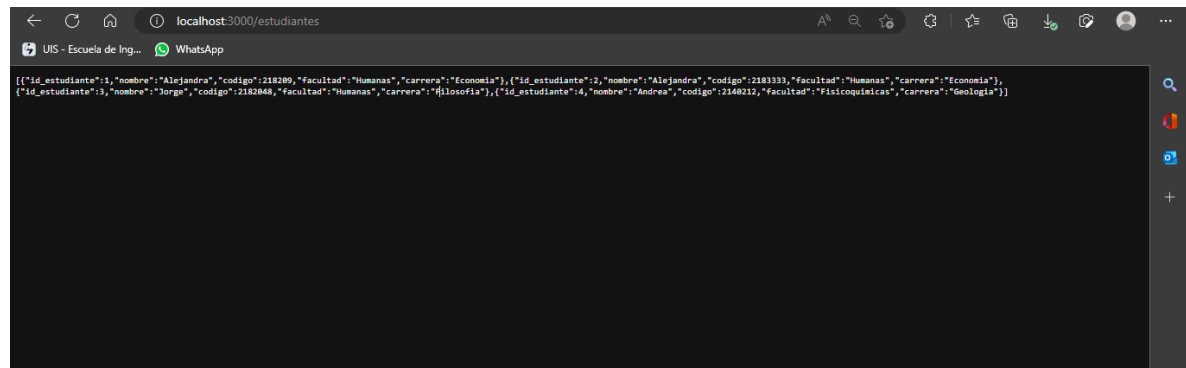 localhost:3000/estudiantes
UIS - Escuela de Ing... WhatsApp
[{"id_estudiante":1,"nombre":"Alejandra","codigo":218209,"facultad":"Humanas","carrera":"Economia"},{"id_estudiante":2,"nombre":"Alejandra","codigo":2183333,"facultad":"Humanas","carrera":"Economia"},
{"id_estudiante":3,"nombre":"Jorge","codigo":2182048,"facultad":"Humanas","carrera":"Filosofia"},{"id_estudiante":4,"nombre":"Andrea","codigo":2140212,"facultad":"Fisicoquimicas","carrera":"Geologia"}]